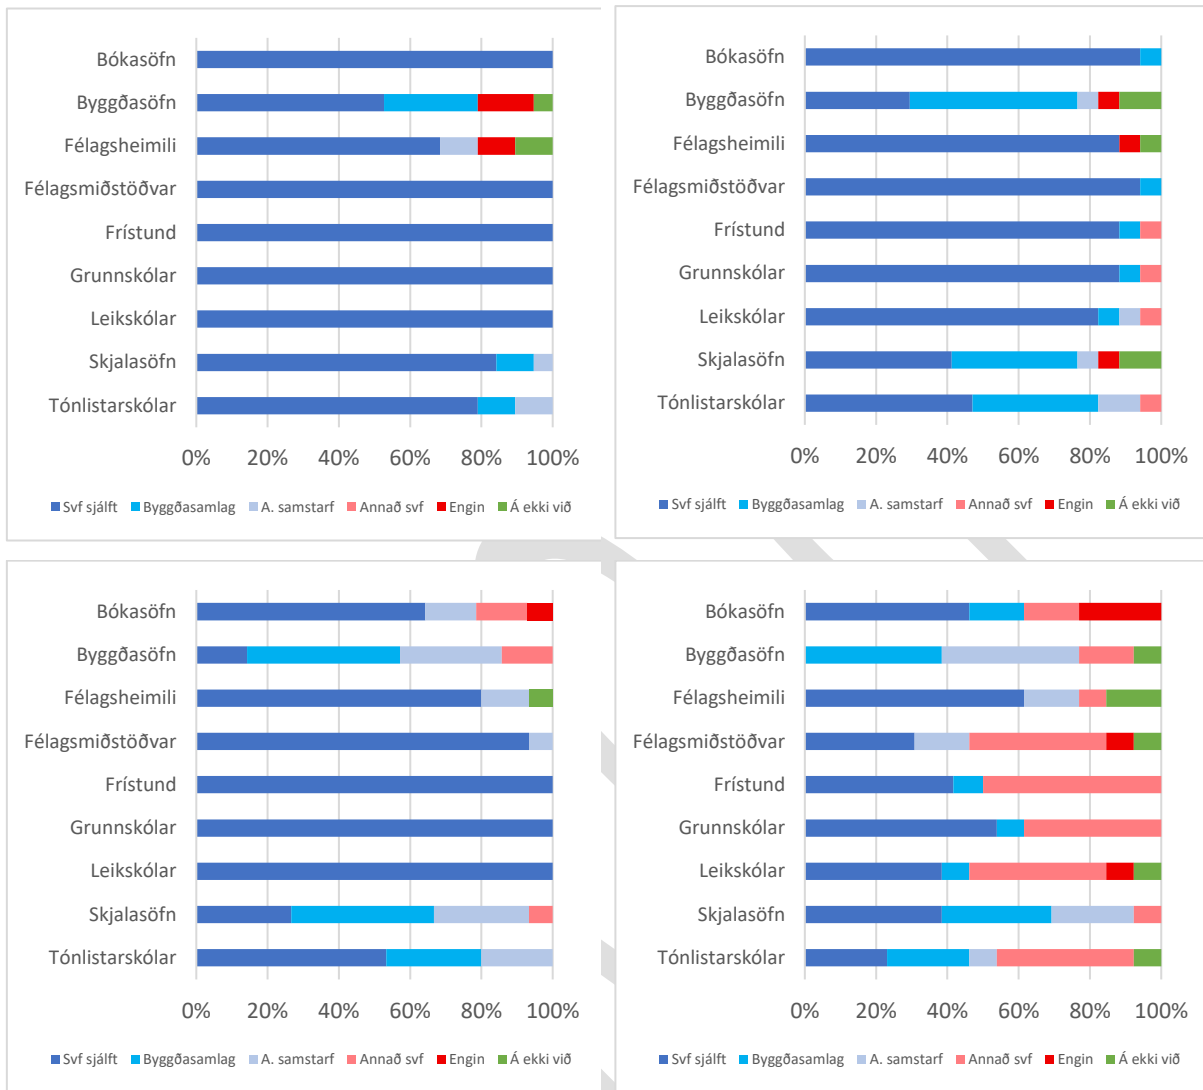 Bókasöfn
Byggðasöfn
Félagsheimili
Félagsmiðstöðvar
Frístund
Grunnskólar
Leikskólar
Skjalasöfn
Tónlistarskólar
0% 20% 40% 60% 80% 100%
Svf sjálft Byggðasamlag A. samstarf Annað svf Engin Á ekki við
Bókasöfn
Byggðasöfn
Félagsheimili
Félagsmiðstöðvar
Frístund
Grunnskólar
Leikskólar
Skjalasöfn
Tónlistarskólar
0% 20% 40% 60% 80% 100%
Svf sjálft Byggðasamlag A. samstarf Annað svf Engin Á ekki við
Bókasöfn
Byggðasöfn
Félagsheimili
Félagsmiðstöðvar
Frístund
Grunnskólar
Leikskólar
Skjalasöfn
Tónlistarskólar
0% 20% 40% 60% 80% 100%
Svf sjálft Byggðasamlag A. samstarf Annað svf Engin Á ekki við
Bókasöfn
Byggðasöfn
Félagsheimili
Félagsmiðstöðvar
Frístund
Grunnskólar
Leikskólar
Skjalasöfn
Tónlistarskólar
0% 20% 40% 60% 80% 100%
Svf sjálft Byggðasamlag A. samstarf Annað svf Engin Á ekki við